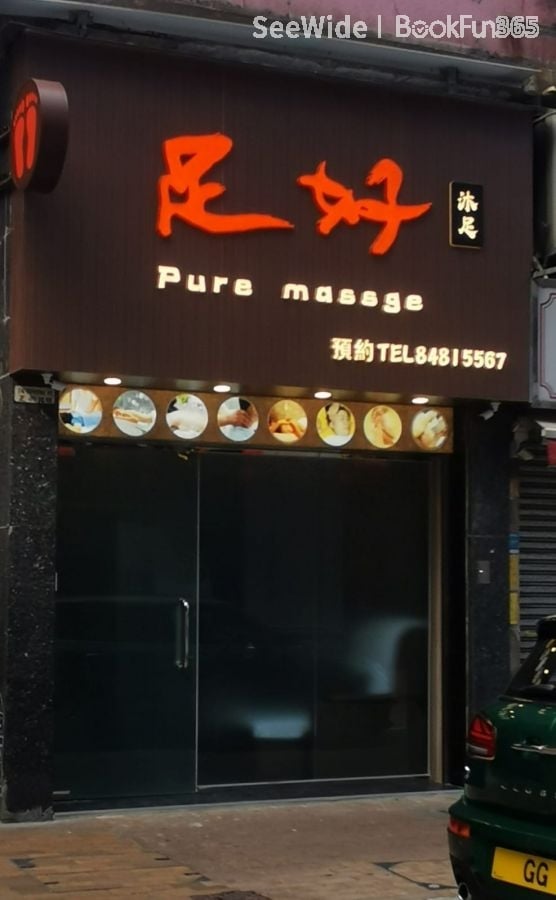 SeeWide | BookFun365
足好
沐足
Pure massge
預約TEL84815567
GG